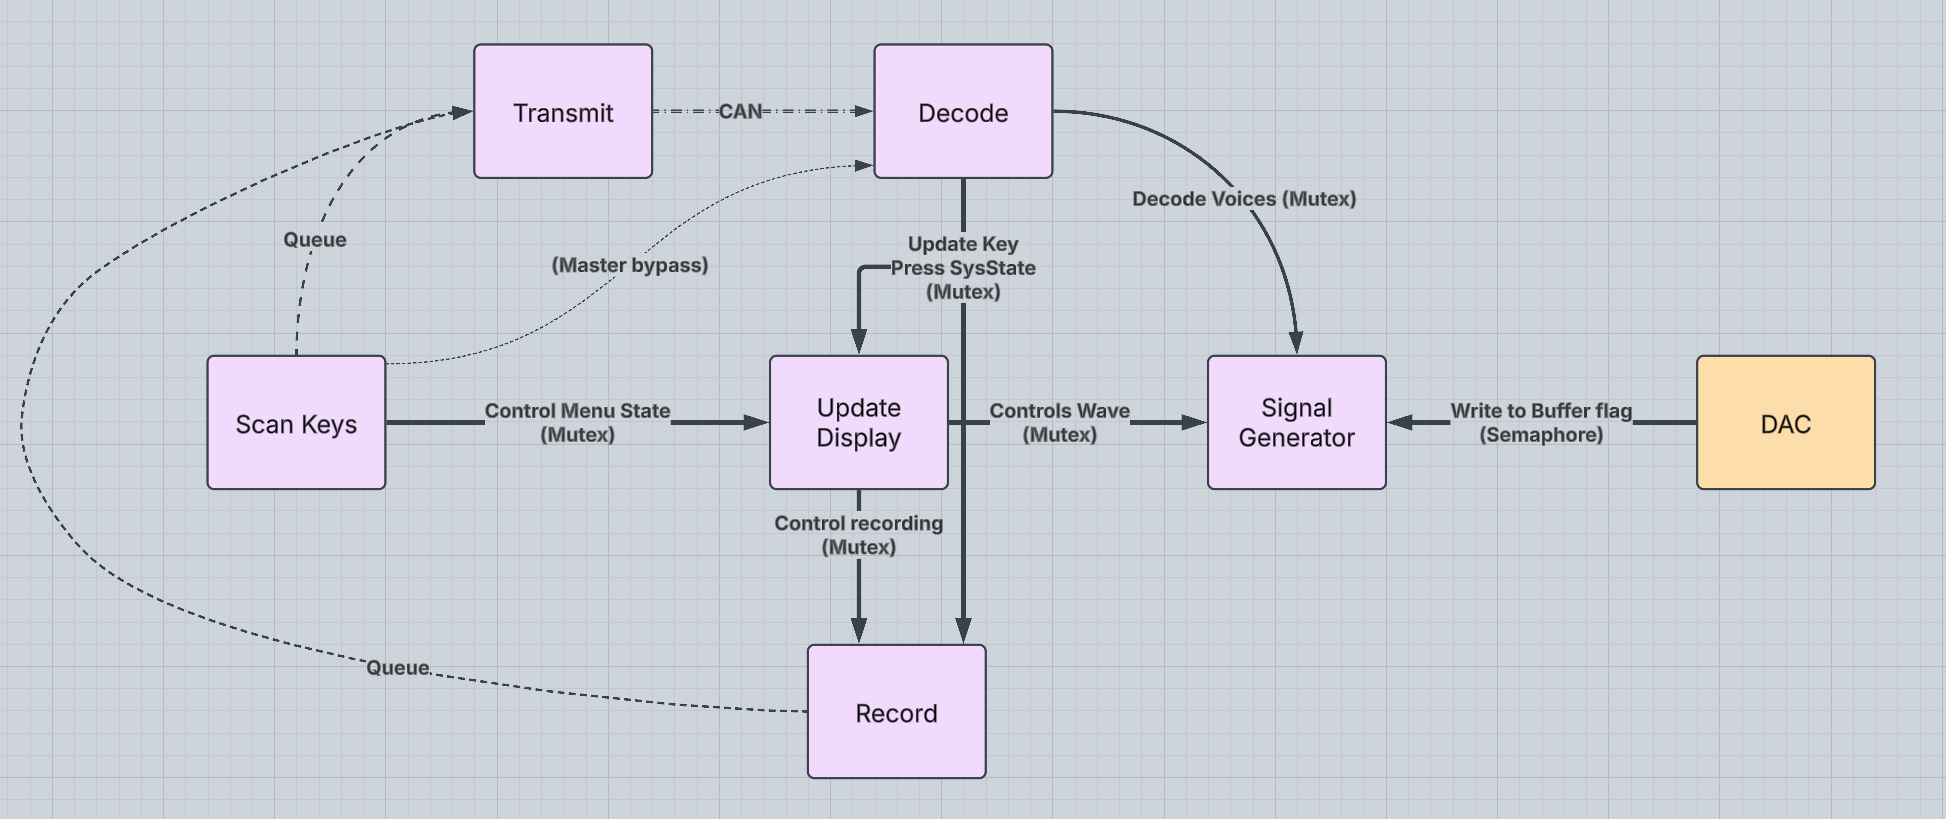 Transmit
CAN
Decode
Decode Voices (Mutex)
Queue
(Master bypass)
Update Key
Press SysState
(Mutex)
Scan Keys
Control Menu State
(Mutex)
Update
Display
Controls Wave
(Mutex)
Signal
Generator
Write to Buffer flag
(Semaphore)
DAC
Control recording
(Mutex)
Queue
Record